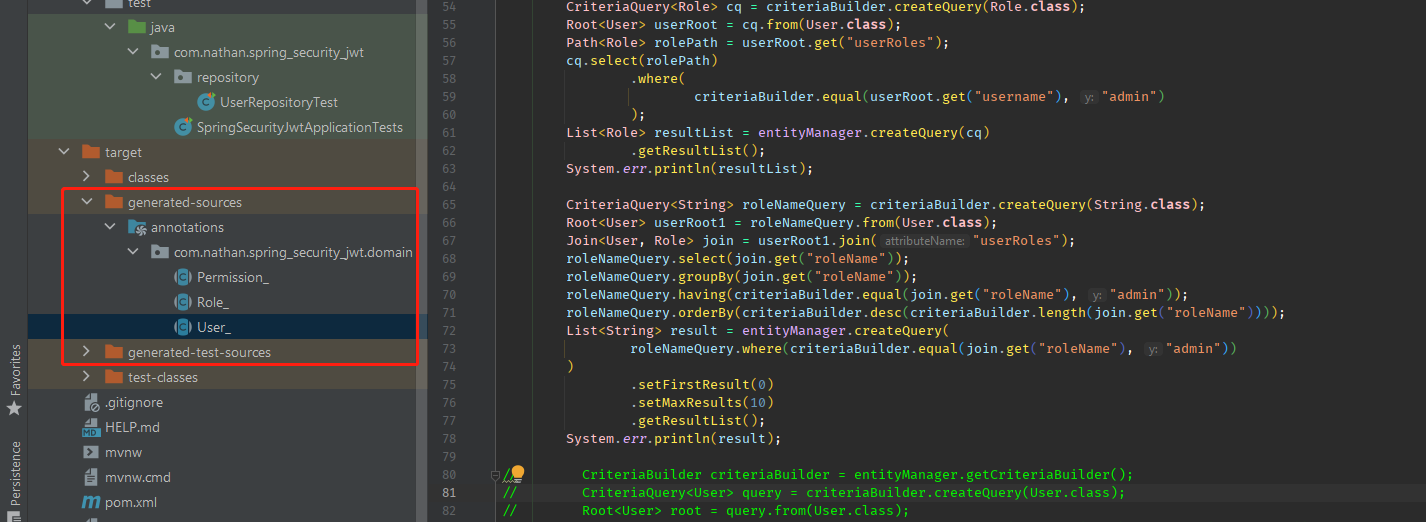 test
java
com.nathan.spring_security_jwt
repository
UserRepositoryTest
SpringSecurityJwtApplicationTests
target
classes
generated-sources
annotations
com.nathan.spring_security_jwt.domain
Permission_
Role_
User_
generated-test-sources
test-classes
.gitignore
HELP.md
mvnw
mvnw.cmd
pom.xml
Favorites
Persistence
54 CriteriaQuery<Role> cq = criteriaBuilder.createQuery(Role.class);
55 Root<User> userRoot = cq.from(User.class);
56 Path<Role> rolePath = userRoot.get("userRoles");
57 cq.select(rolePath)
58 .where(
59 criteriaBuilder.equal(userRoot.get("username"), y: "admin")
60 );
61 List<Role> resultList = entityManager.createQuery(cq)
62 .getResultList();
63 System.err.println(resultList);
64
65 CriteriaQuery<String> roleNameQuery = criteriaBuilder.createQuery(String.class);
66 Root<User> userRoot1 = roleNameQuery.from(User.class);
67 Join<User, Role> join = userRoot1.join( attributeName: "userRoles");
68 roleNameQuery.select(join.get("roleName"));
69 roleNameQuery.groupBy(join.get("roleName"));
70 roleNameQuery.having(criteriaBuilder.equal(join.get("roleName"), y: "admin"));
71 roleNameQuery.orderBy(criteriaBuilder.desc(criteriaBuilder.length(join.get("roleName"))));
72 List<String> result = entityManager.createQuery(
73 roleNameQuery.where(criteriaBuilder.equal(join.get("roleName"), y: "admin"))
74 )
75 .setFirstResult(0)
76 .setMaxResults(10)
77 .getResultList();
78 System.err.println(result);
79
80 // CriteriaBuilder criteriaBuilder = entityManager.getCriteriaBuilder();
81 // CriteriaQuery<User> query = criteriaBuilder.createQuery(User.class);
82 // Root<User> root = query.from(User.class);